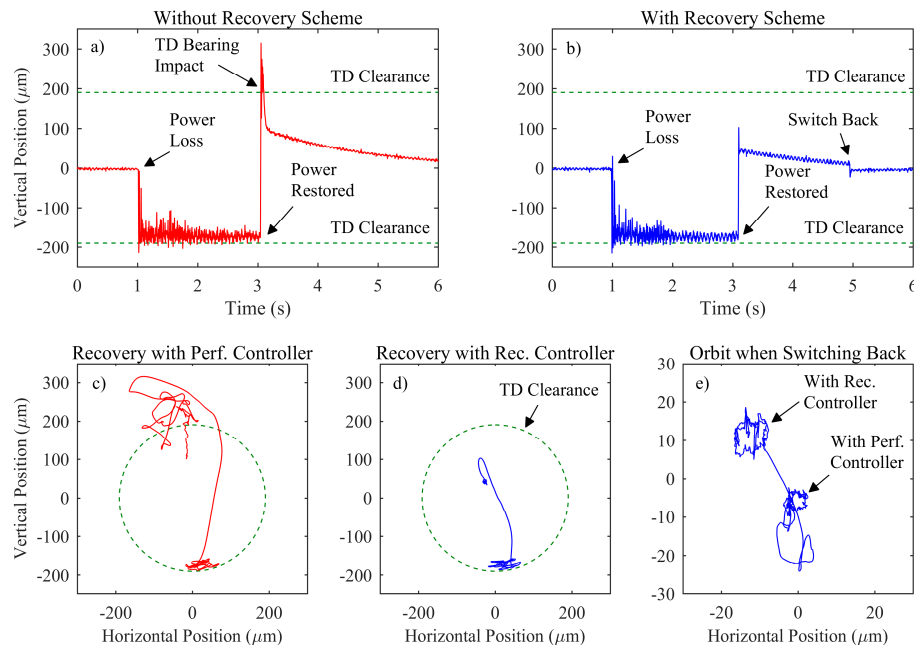 Without Recovery Scheme
a)
TD Bearing
Impact
TD Clearance
Power
Loss
Power
Restored
TD Clearance
300
200
100
0
-100
-200
Vertical Position (μm)
0 1 2 3 4 5 6
Time (s)
With Recovery Scheme
b)
TD Clearance
Power
Loss
Switch Back
Power
Restored
TD Clearance
300
200
100
0
-100
-200
0 1 2 3 4 5 6
Time (s)
Recovery with Perf. Controller
c)
300
200
100
0
100
-200
Vertical Position (μm)
-200 0 200
Horizontal Position (μm)
Recovery with Rec. Controller
d)
TD Clearance
300
200
100
0
100
-200
-200 0 200
Horizontal Position (μm)
Orbit when Switching Back
e)
With Rec.
Controller
With Perf.
Controller
30
20
10
0
-10
-20
-30
-20 0 20
Horizontal Position (μm)